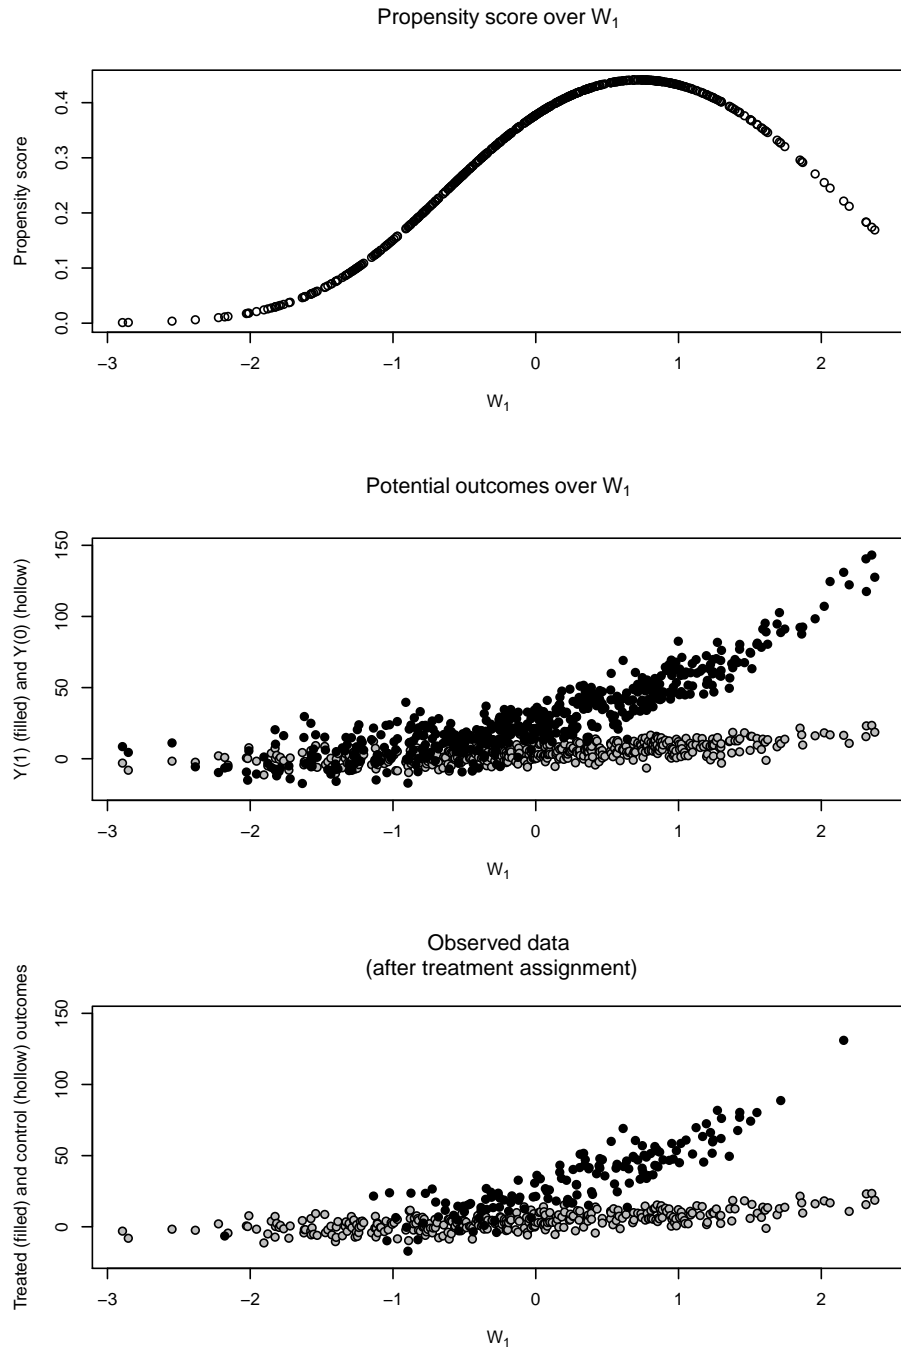 Propensity score over W₁
Propensity score
0.4
0.3
0.2
0.1
0.0
−3 −2 −1 0 1 2
W₁
Potential outcomes over W₁
Y(1) (filled) and Y(0) (hollow)
150
100
50
0
−3 −2 −1 0 1 2
W₁
Observed data
(after treatment assignment)
Treated (filled) and control (hollow) outcomes
150
100
50
0
−3 −2 −1 0 1 2
W₁